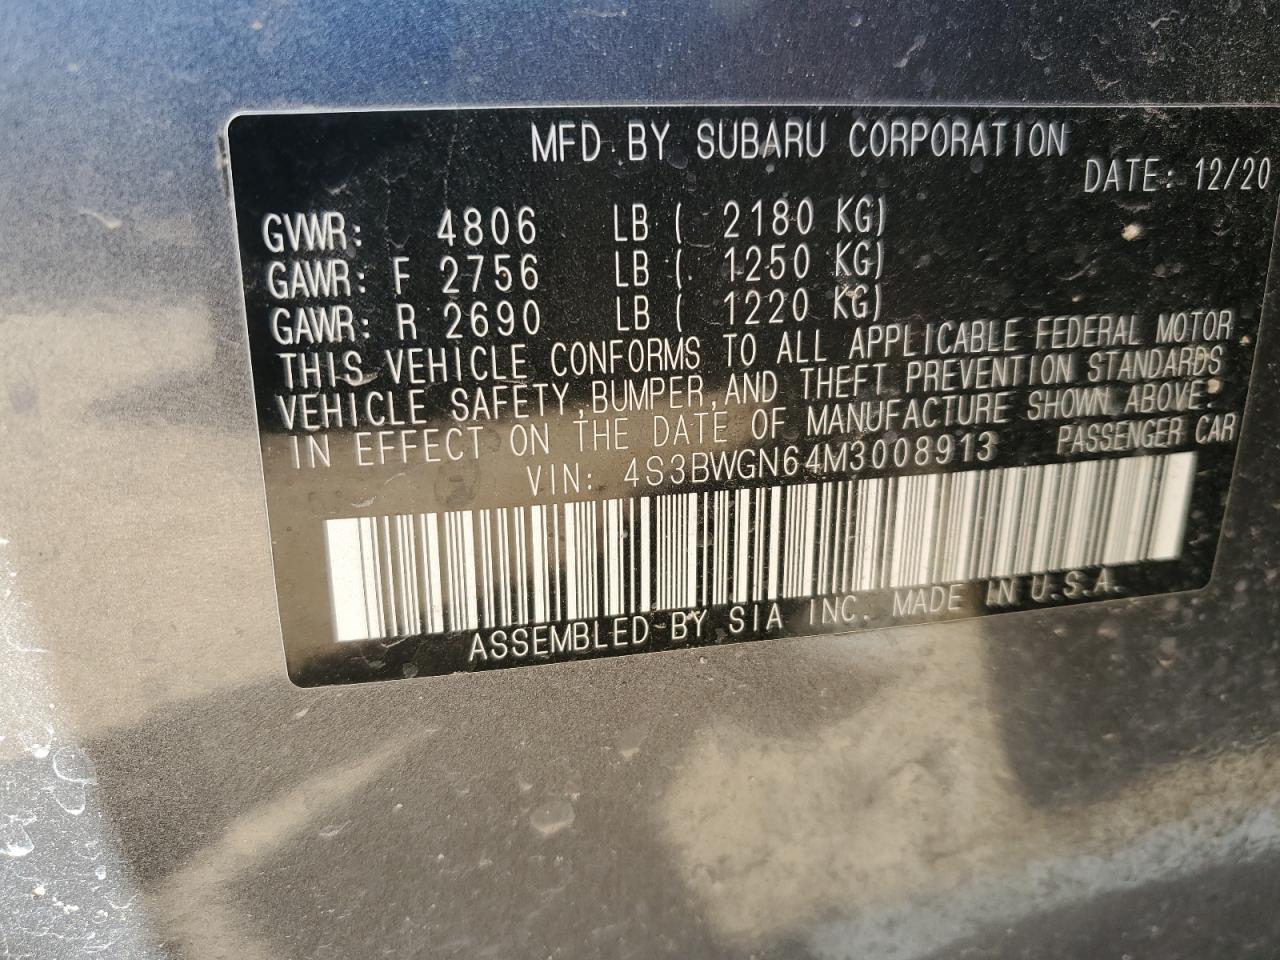 MFD BY SUBARU CORPORATION
DATE: 12/20
GVWR: 4806 LB ( 2180 KG)
GAWR: F 2756 LB ( 1250 KG)
GAWR: R 2690 LB ( 1220 KG)
THIS VEHICLE CONFORMS TO ALL APPLICABLE FEDERAL MOTOR
VEHICLE SAFETY,BUMPER,AND THEFT PREVENTION STANDARDS
IN EFFECT ON THE DATE OF MANUFACTURE SHOWN ABOVE.
VIN: 4S3BWGN64M3008913 PASSENGER CAR
ASSEMBLED BY SIA INC. MADE IN U.S.A.